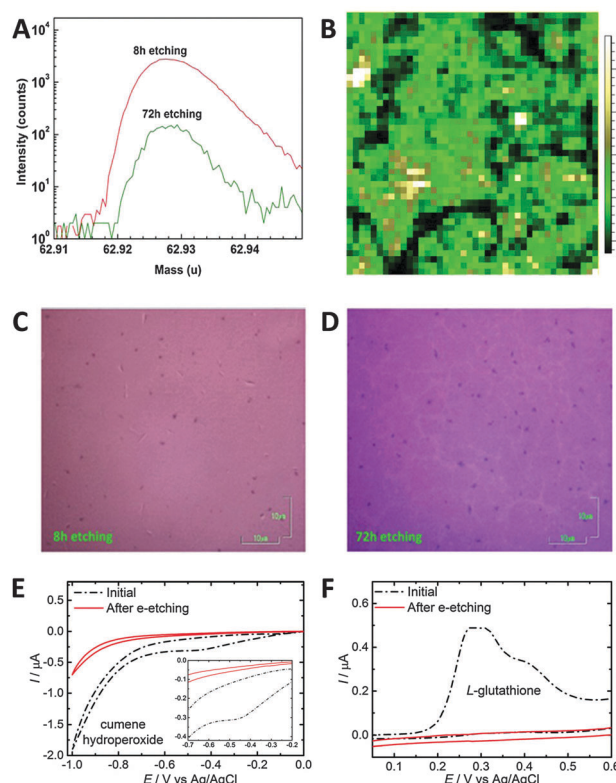 A
10⁴
10³
10²
10¹
10⁰
Intensity (counts)
8h etching
72h etching
62.91
62.92
62.93
62.94
Mass (u)
B
C
8h etching
D
72h etching
E
Initial
After e-etching
0.5
0.0
-0.5
-1.0
-1.5
-2.0
I / μA
cumene
hydroperoxide
0.0
-0.1
-0.2
-0.3
-0.4
-0.7
-0.6
-0.5
-0.4
-0.3
-0.2
-1.0
-0.8
-0.6
-0.4
-0.2
0.0
E / V vs Ag/AgCl
F
Initial
After e-etching
0.6
0.4
0.2
0.0
I / μA
L-glutathione
0.1
0.2
0.3
0.4
0.5
0.6
E / V vs Ag/AgCl